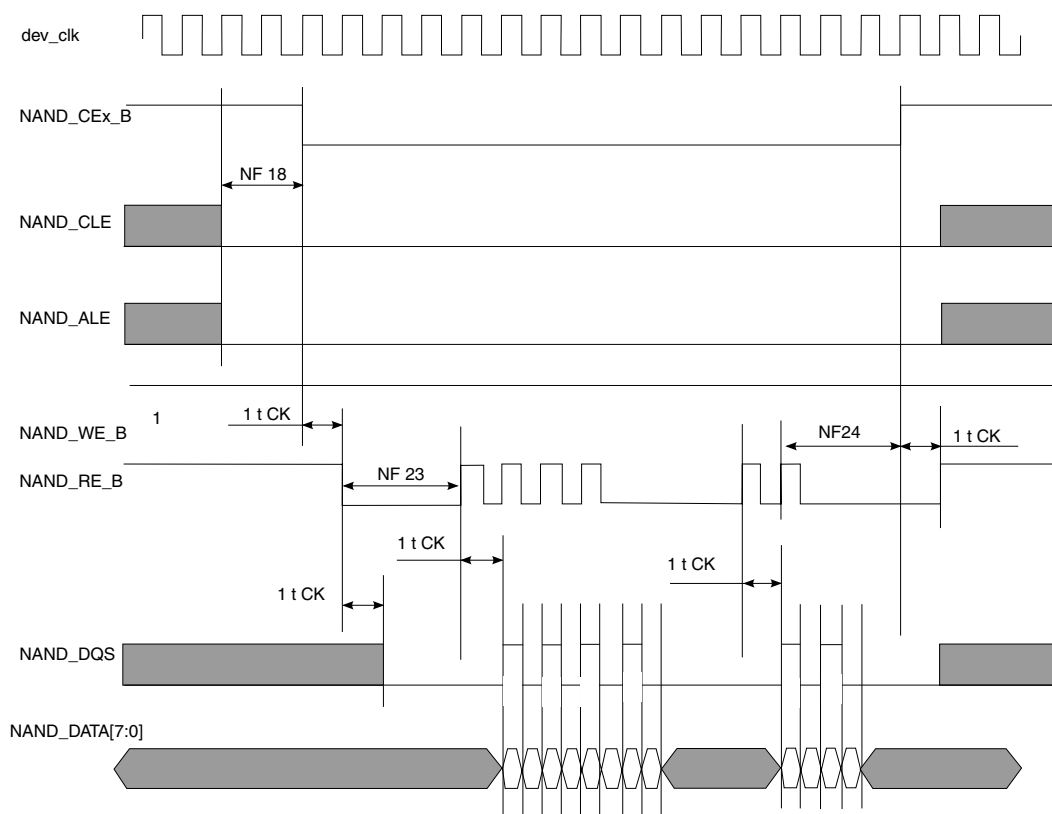 dev_clk
NAND_CEx_B
NF 18
NAND_CLE
NAND_ALE
1
1 t CK
NAND_WE_B
NF24
1 t CK
NAND_RE_B
NF 23
1 t CK
1 t CK
1 t CK
NAND_DQS
NAND_DATA[7:0]